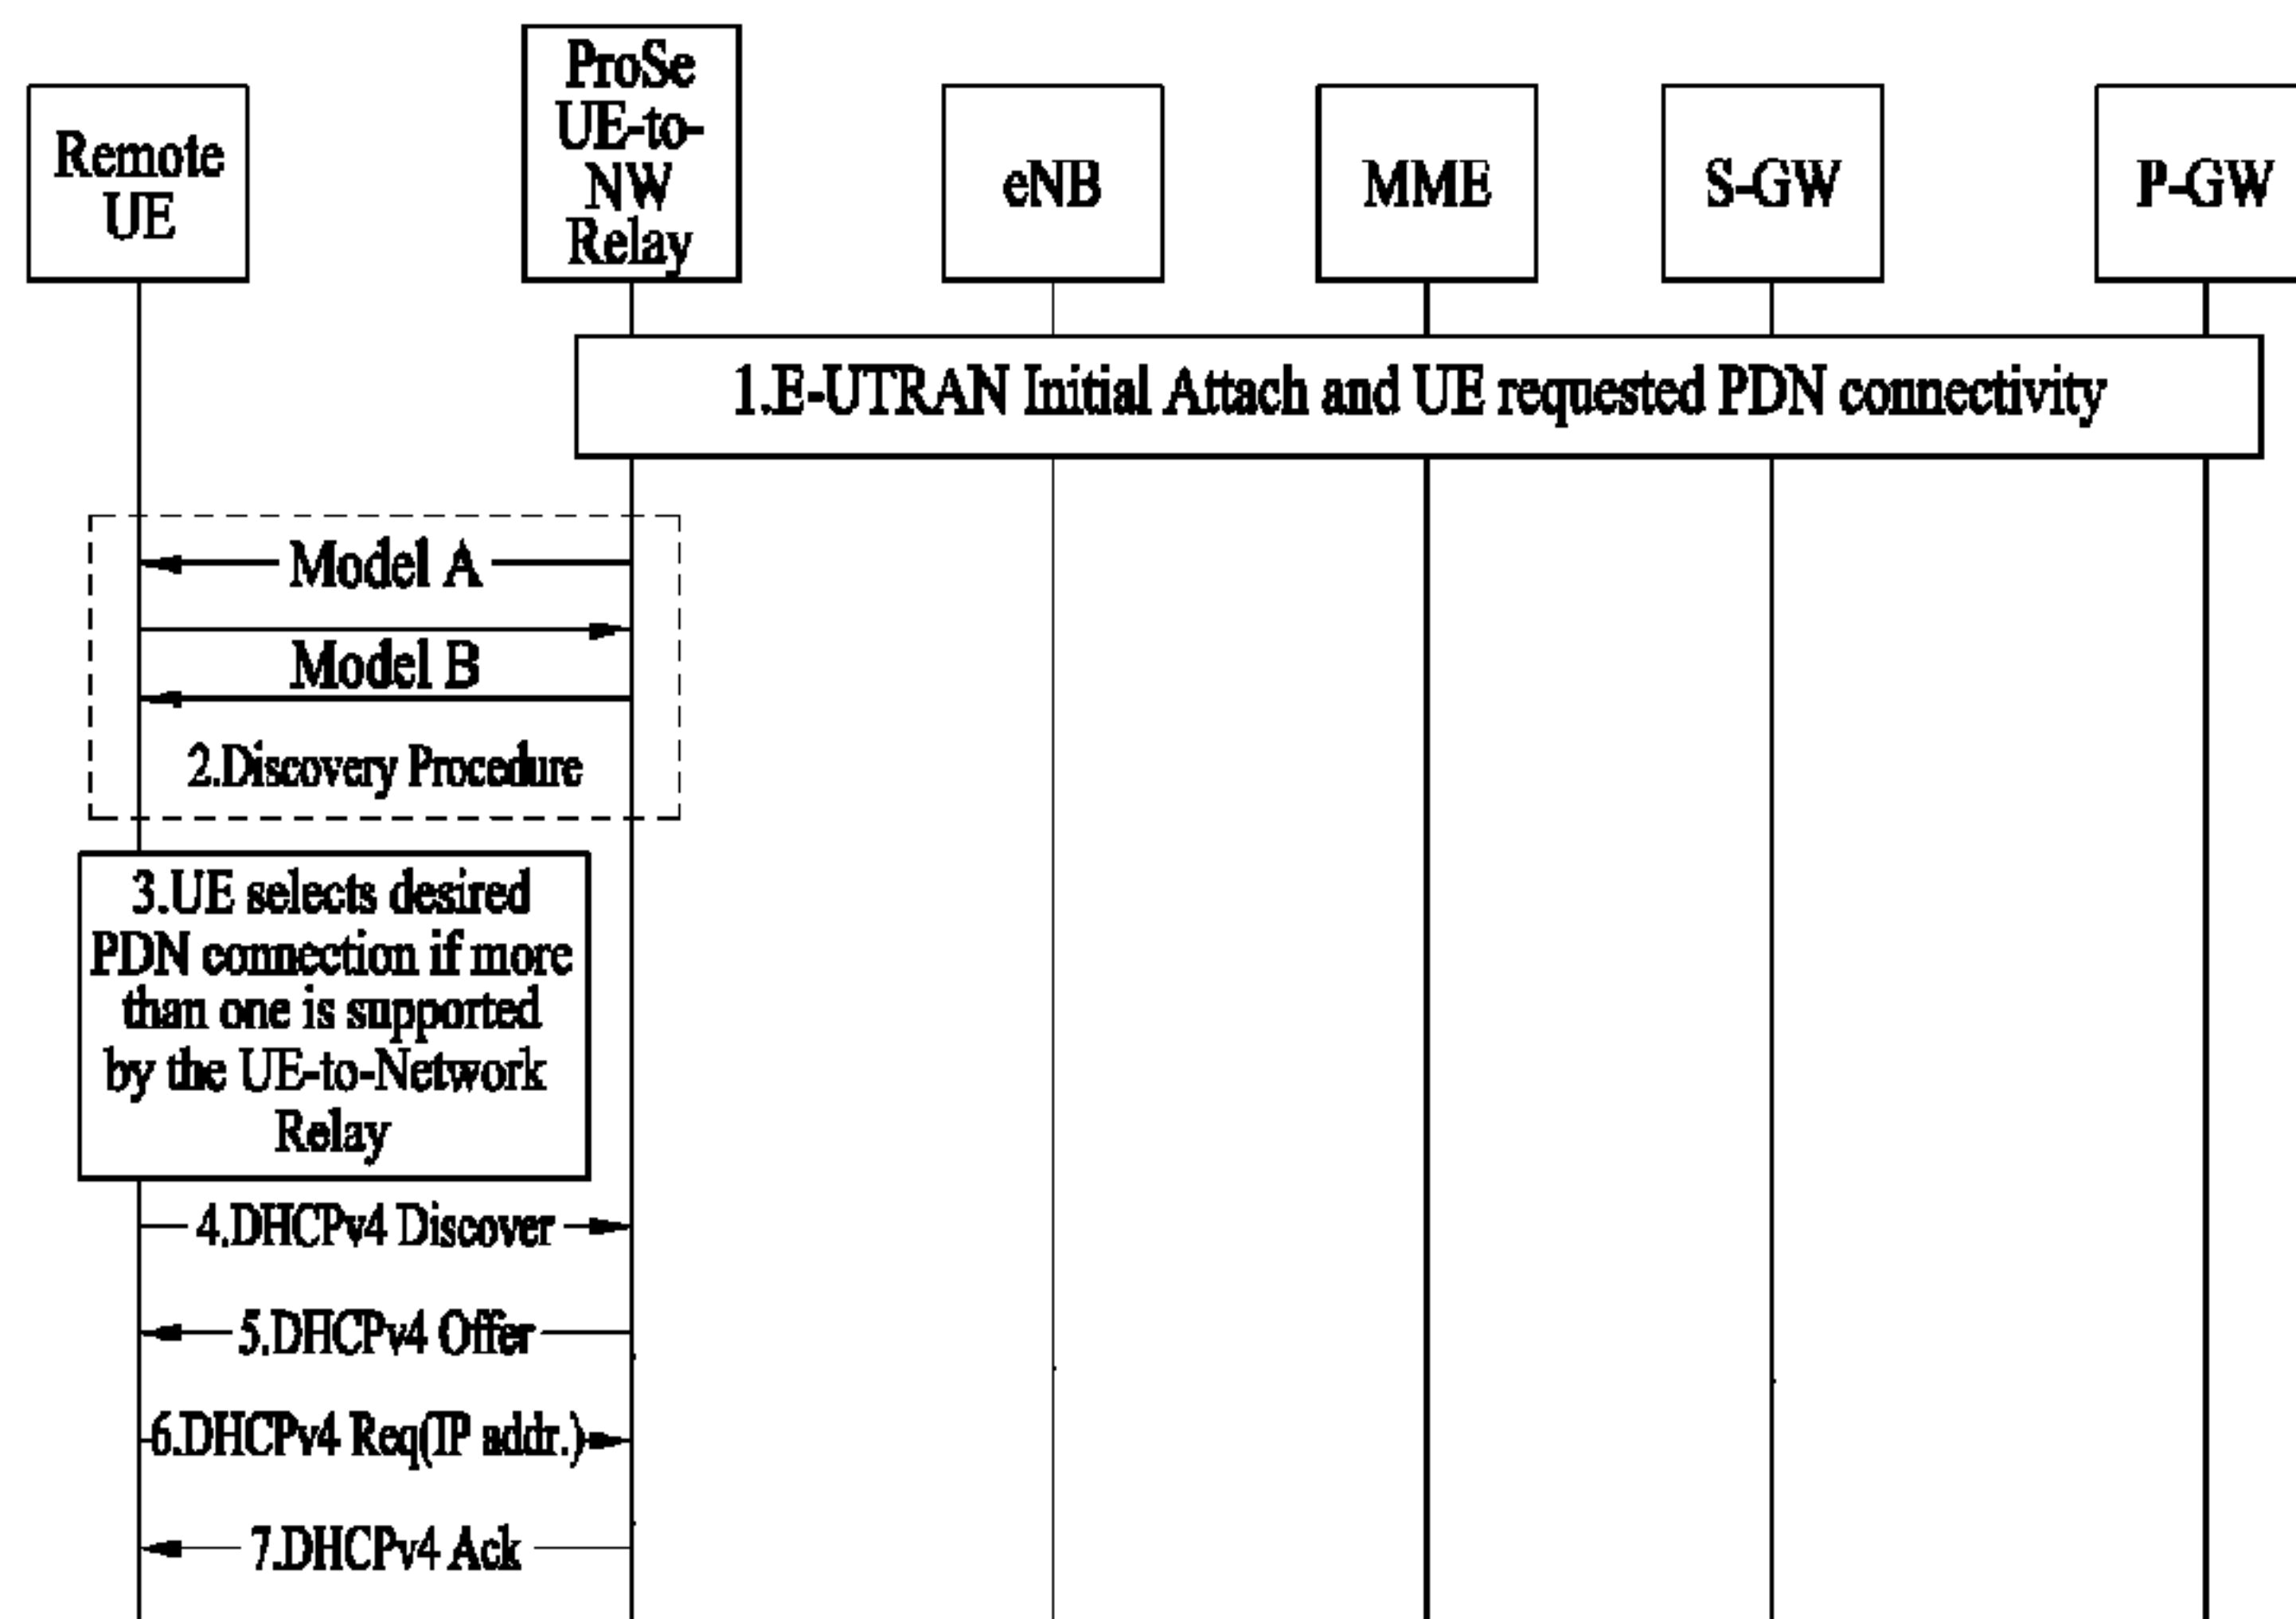 Remote
UE
ProSe
UE-to-
NW
Relay
eNB
MME
S-GW
P-GW
1.E-UTRAN Initial Attach and UE requested PDN connectivity
Model A
Model B
2.Discovery Procedure
3.UE selects desired
PDN connection if more
than one is supported
by the UE-to-Network
Relay
4.DHCPv4 Discover
5.DHCPv4 Offer
6.DHCPv4 Req(IP addr.)
7.DHCPv4 Ack